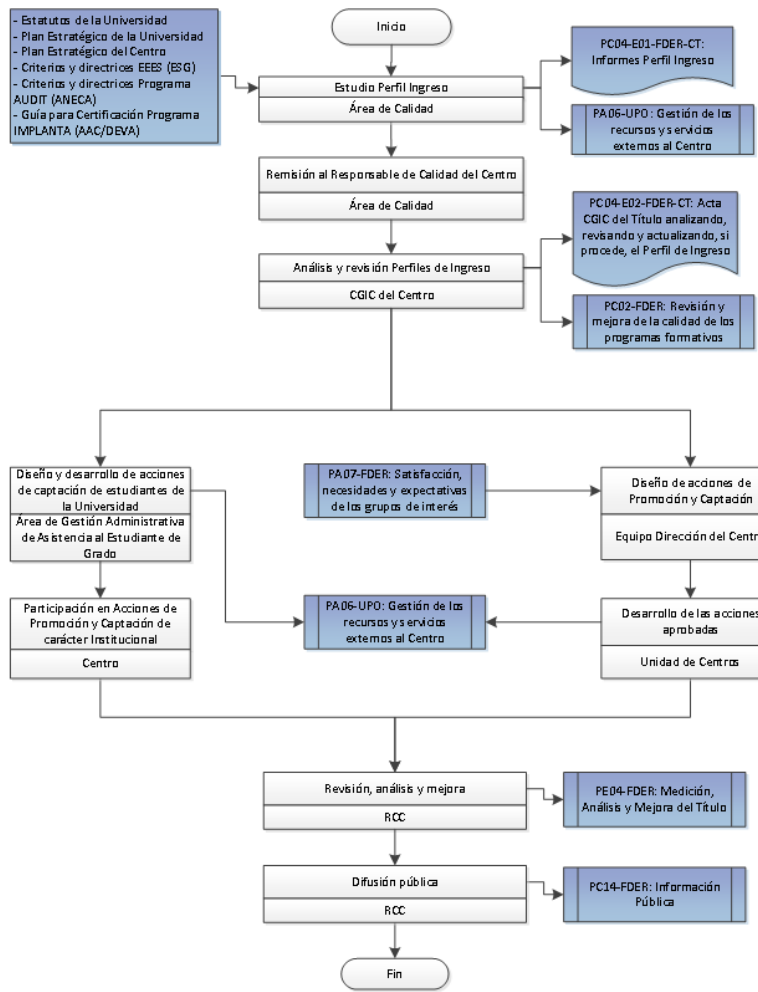 - Estatutos de la Universidad
- Plan Estratégico de la Universidad
- Plan Estratégico del Centro
- Criterios y directrices EEES (ESG)
- Criterios y directrices Programa
AUDIT (ANECA)
- Guía para Certificación Programa
IMPLANTA (AAC/DEVA)
Inicio
PC04-E01-FDER-CT:
Informes Perfil Ingreso
Estudio Perfil Ingreso
Área de Calidad
PA06-UPO: Gestión de los
recursos y servicios
externos al Centro
Remisión al Responsable de Calidad del Centro
Área de Calidad
PC04-E02-FDER-CT: Acta
CGIC del Título analizando,
revisando y actualizando, si
procede, el Perfil de Ingreso
Análisis y revisión Perfiles de Ingreso
CGIC del Centro
PC02-FDER: Revisión y
mejora de la calidad de los
programas formativos
Diseño y desarrollo de acciones
de captación de estudiantes de
la Universidad
Área de Gestión Administrativa
de Asistencia al Estudiante de
Grado
PA07-FDER: Satisfacción,
necesidades y expectativas
de los grupos de interés
Diseño de acciones de
Promoción y Captación
Equipo Dirección del Centr
Participación en Acciones de
Promoción y Captación de
carácter Institucional
Centro
PA06-UPO: Gestión de los
recursos y servicios
externos al Centro
Desarrollo de las acciones
aprobadas
Unidad de Centros
Revisión, análisis y mejora
RCC
PE04-FDER: Medición,
Análisis y Mejora del Título
Difusión pública
RCC
PC14-FDER: Información
Pública
Fin